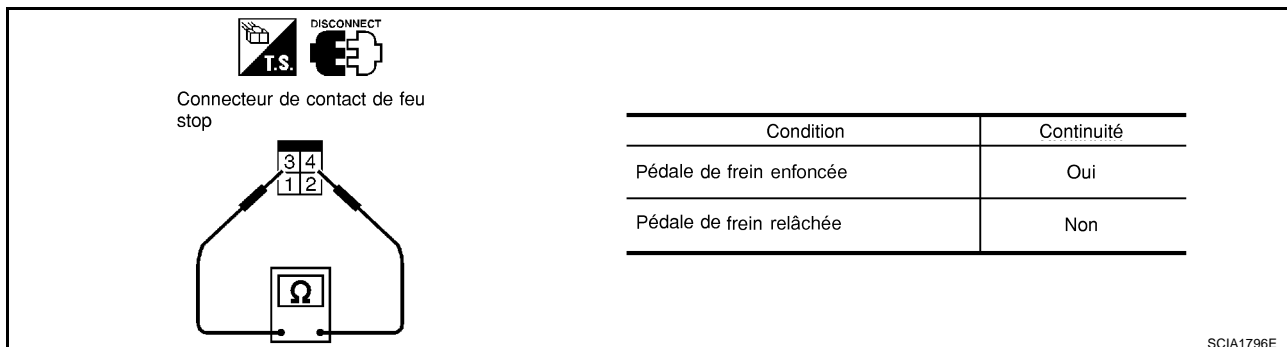 DISCONNECT
T.S.
Connecteur de contact de feu
stop
3 4
1 2
Ω
Condition Continuité
Pédale de frein enfoncée Oui
Pédale de frein relâchée Non
SCIA1796E